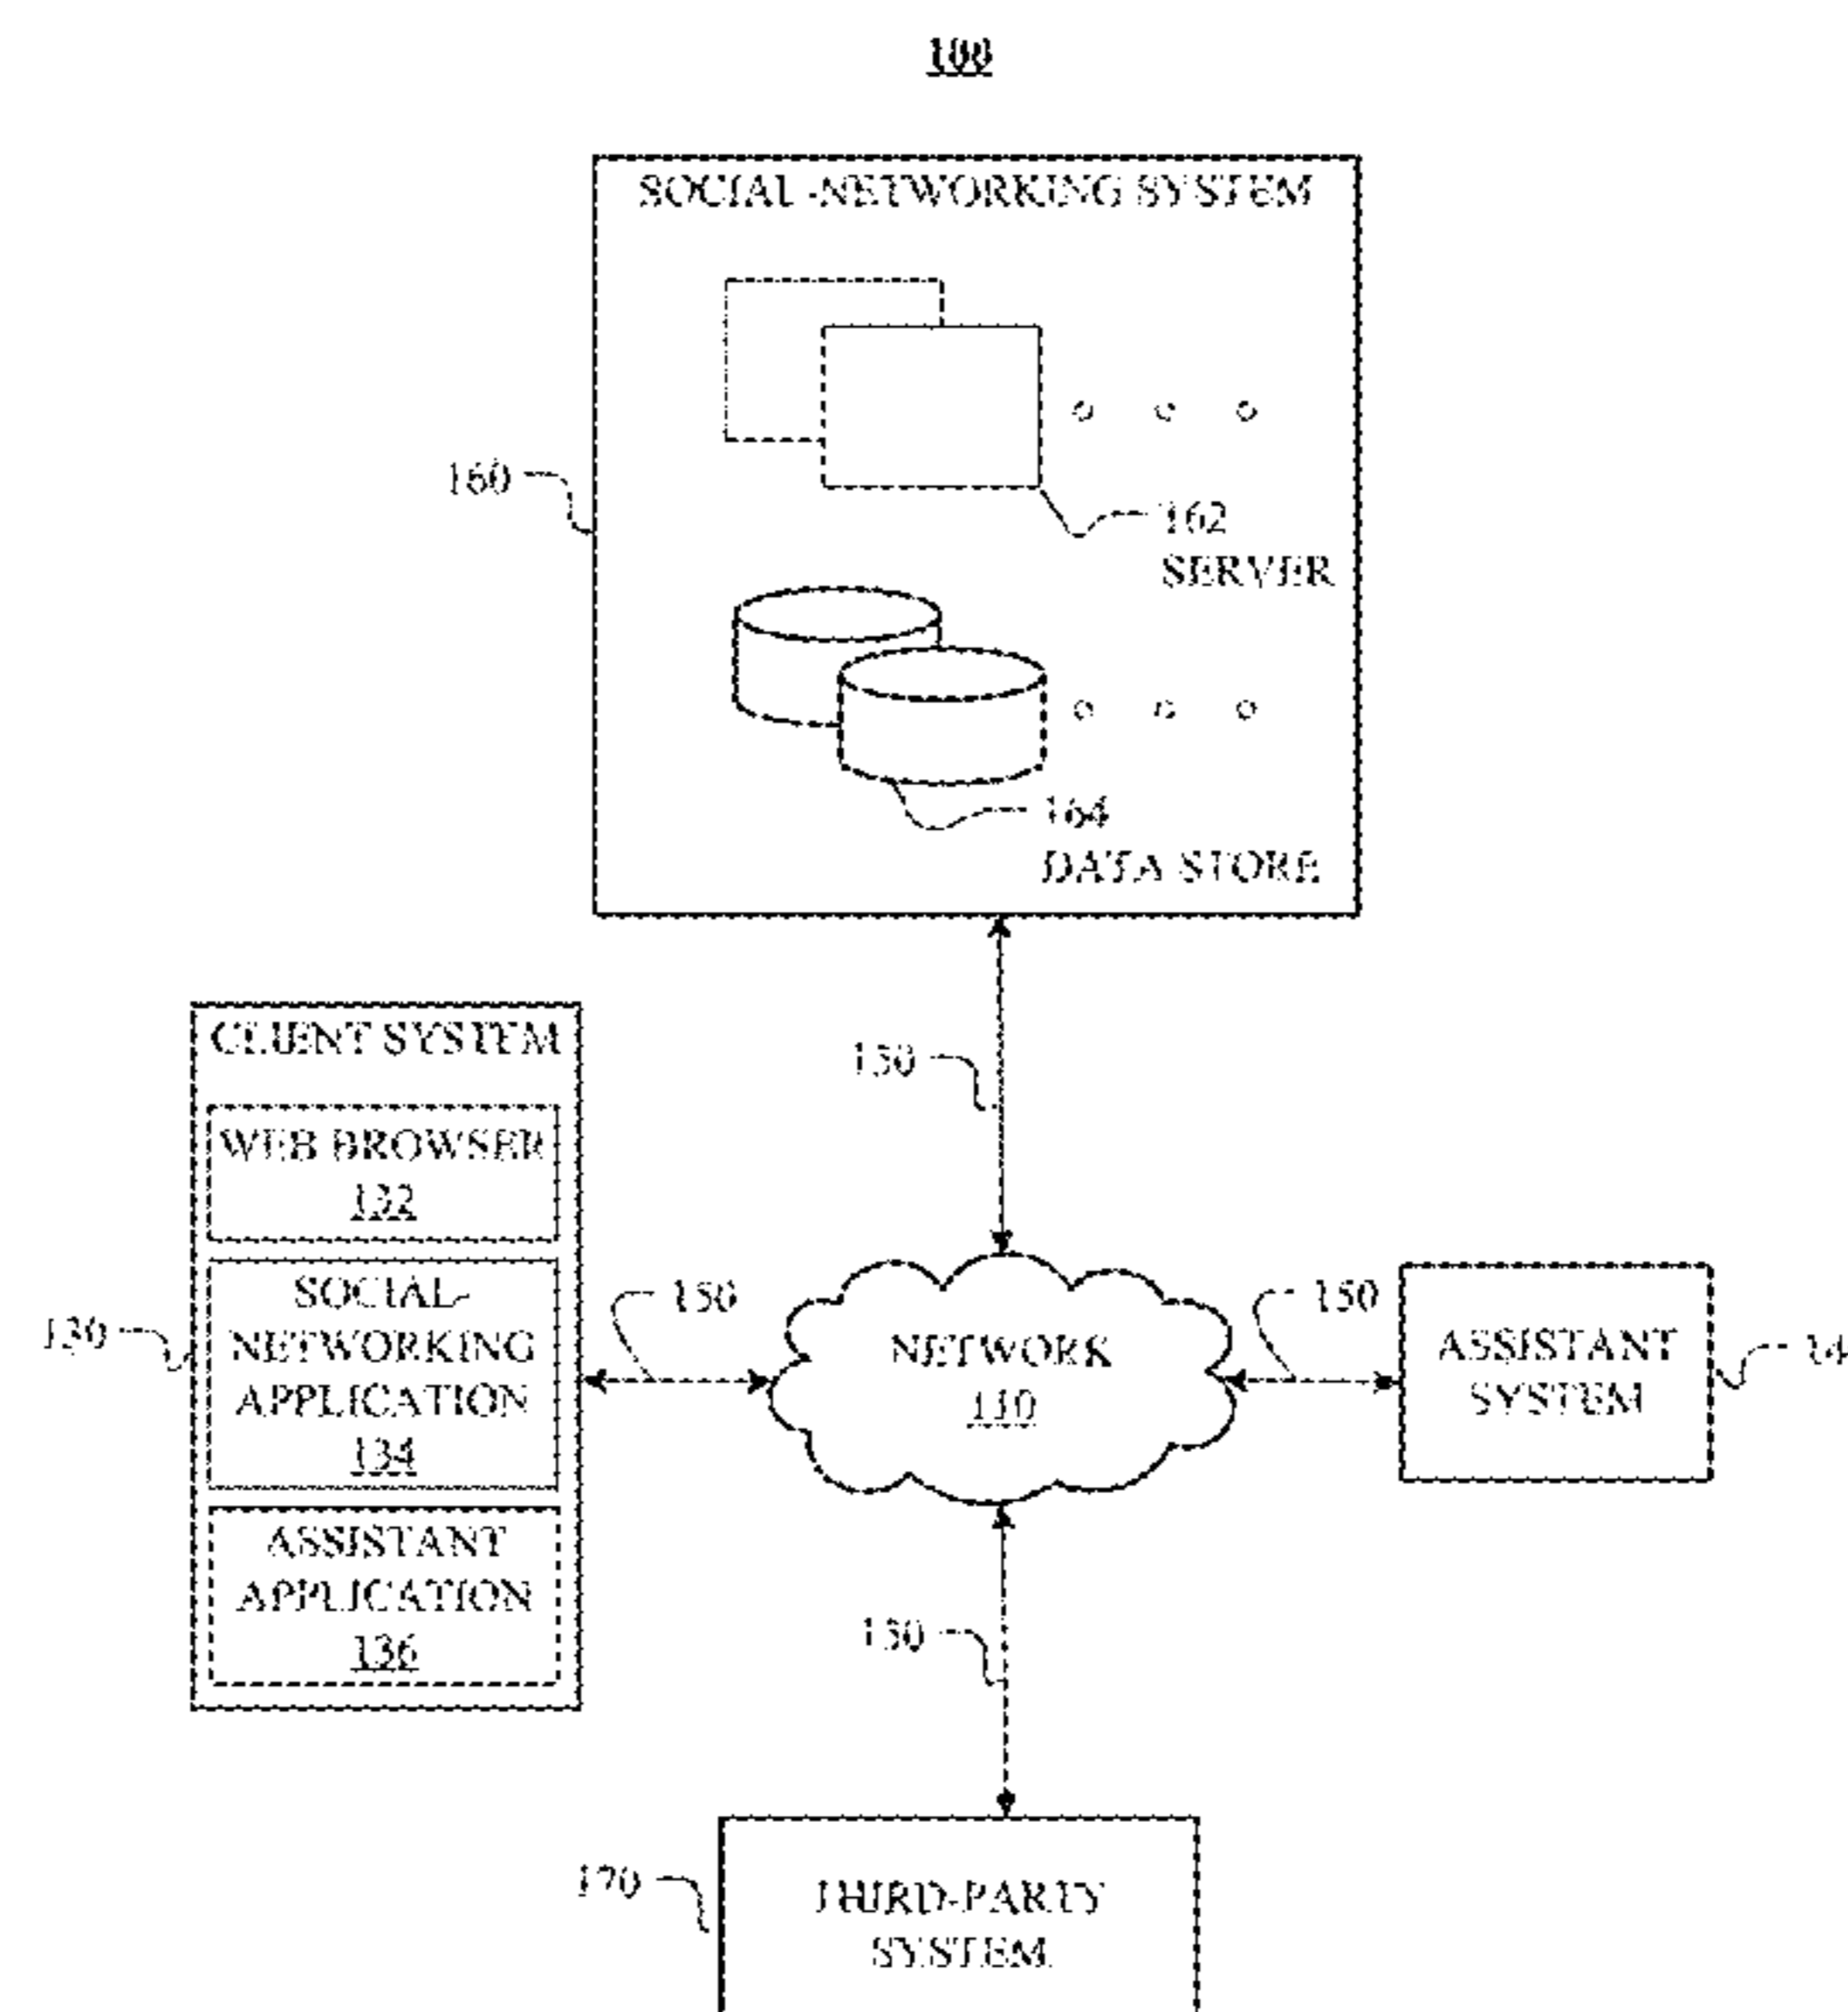 100
SOCIAL-NETWORKING SYSTEM
160
162
SERVER
164
DATA STORE
CLIENT SYSTEM
WEB BROWSER
132
SOCIAL-
NETWORKING
APPLICATION
134
ASSISTANT
APPLICATION
136
130
150
150
NETWORK
110
150
ASSISTANT
SYSTEM
14
150
170
THIRD-PARTY
SYSTEM